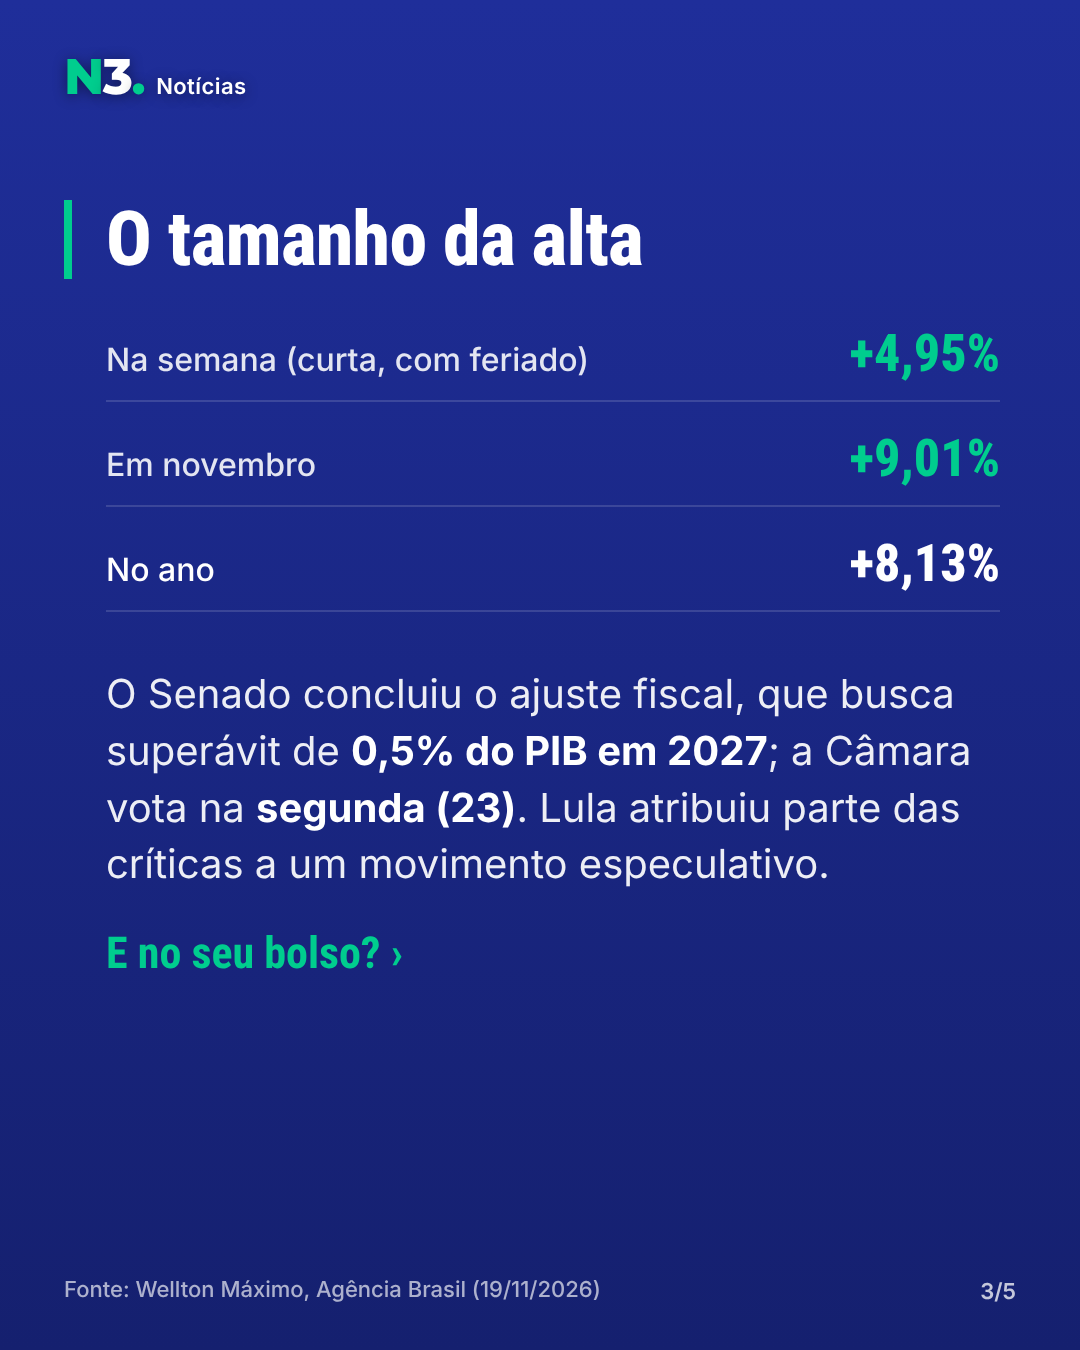 N3. Notícias
O tamanho da alta
Na semana (curta, com feriado) +4,95%
Em novembro +9,01%
No ano +8,13%
O Senado concluiu o ajuste fiscal, que busca
superávit de 0,5% do PIB em 2027; a Câmara
vota na segunda (23). Lula atribuiu parte das
críticas a um movimento especulativo.
E no seu bolso? ›
Fonte: Wellton Máximo, Agência Brasil (19/11/2026) 3/5